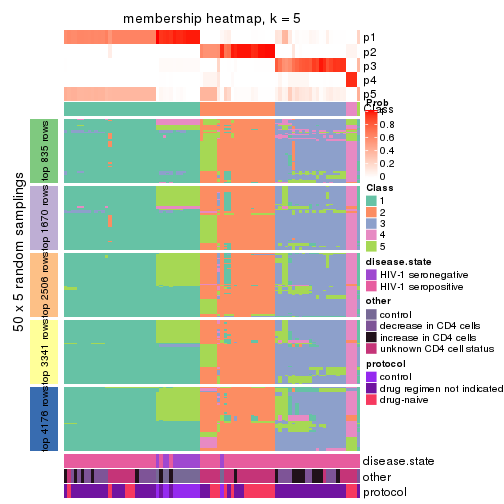 membership heatmap, k = 5
p1
p2
p3
p4
p5
Class
Prob
1
0.8
0.6
0.4
0.2
0
Class
1
2
3
4
5
disease.state
HIV-1 seronegative
HIV-1 seropositive
other
control
decrease in CD4 cells
increase in CD4 cells
unknown CD4 cell status
protocol
control
drug regimen not indicated
drug-naive
50 x 5 random samplings
top 835 rows
top 1670 rows
top 2506 rows
top 3341 rows
top 4176 rows
disease.state
other
protocol